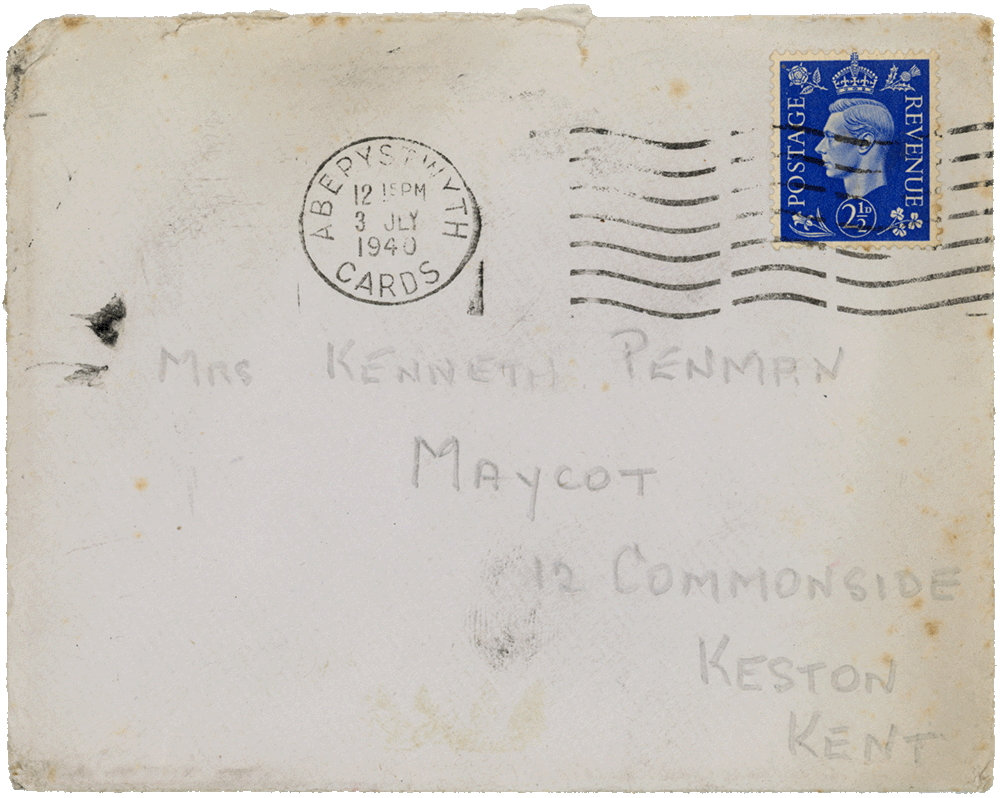 POSTAGE
REVENUE
2½D
ABERYSTWYTH
12 15PM
3 JLY
1940
CARDS
MRS KENNETH PENMAN
MAYCOT
12 COMMONSIDE
KESTON
KENT